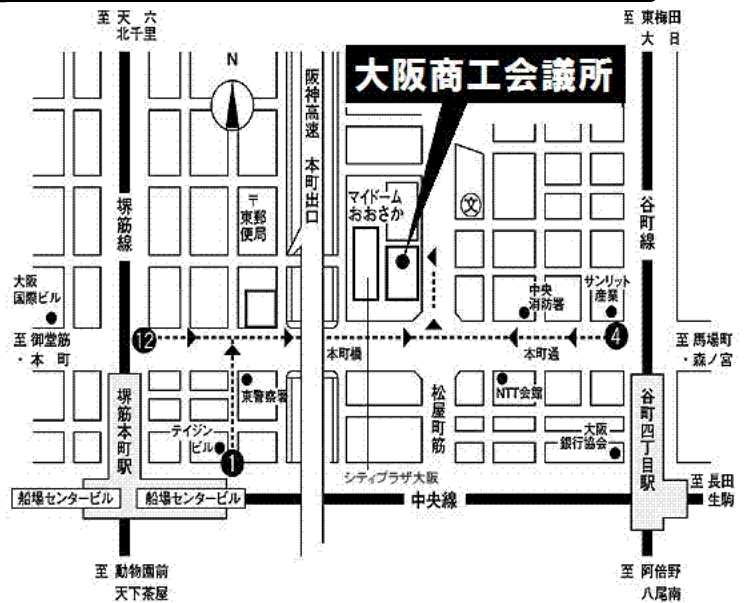 至 天 六
北千里
至 東梅田
大 日
N
阪神高速 本町出口
大阪商工会議所
堺筋線
〒
東郵
便局
マイドーム
おおさか
文
谷町線
大阪
国際ビル
中央
消防署
サンリット
産業
至 御堂筋
・本 町
12
本町橋
本町通
4
至 馬場町
・森ノ宮
堺筋本町駅
東警察署
松屋町筋
NTT会館
谷町四丁目駅
テイジン
ビル
1
大阪
銀行協会
シティプラザ大阪
船場センタービル
船場センタービル
中央線
至 長田
生駒
至 動物園前
天下茶屋
至 阿倍野
八尾南